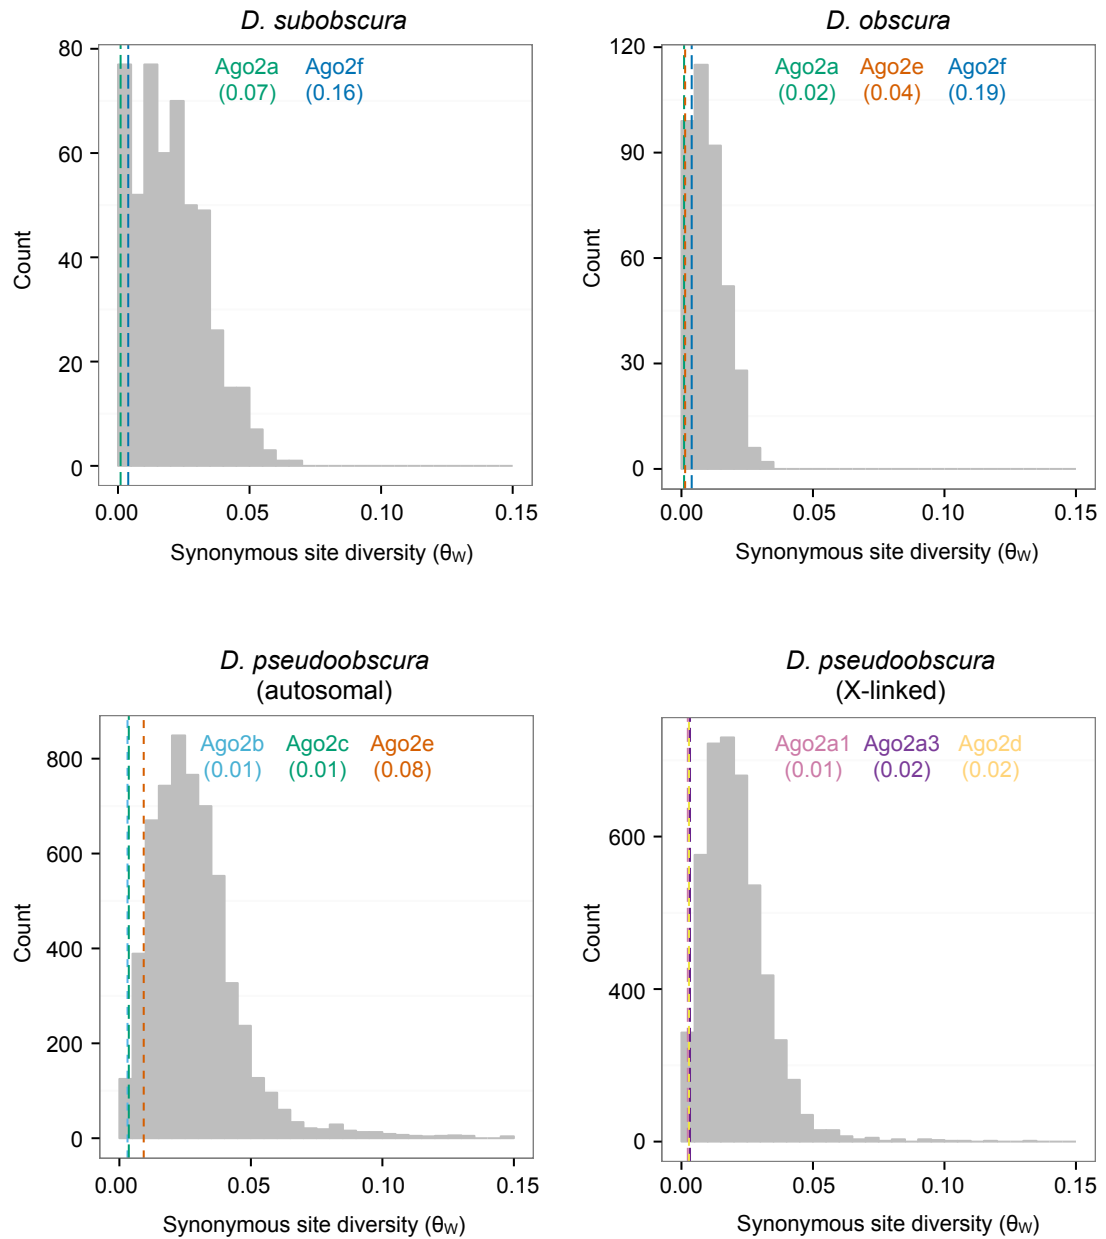 D. subobscura
80
60
40
20
0
Count
Ago2a Ago2f
(0.07) (0.16)
0.00 0.05 0.10 0.15
Synonymous site diversity (θW)
D. obscura
120
90
60
30
0
Count
Ago2a Ago2e Ago2f
(0.02) (0.04) (0.19)
0.00 0.05 0.10 0.15
Synonymous site diversity (θW)
D. pseudoobscura
(autosomal)
800
600
400
200
0
Count
Ago2b Ago2c Ago2e
(0.01) (0.01) (0.08)
0.00 0.05 0.10 0.15
Synonymous site diversity (θW)
D. pseudoobscura
(X-linked)
600
400
0
Count
Ago2a1 Ago2a3 Ago2d
(0.01) (0.02) (0.02)
0.00 0.05 0.10 0.15
Synonymous site diversity (θW)